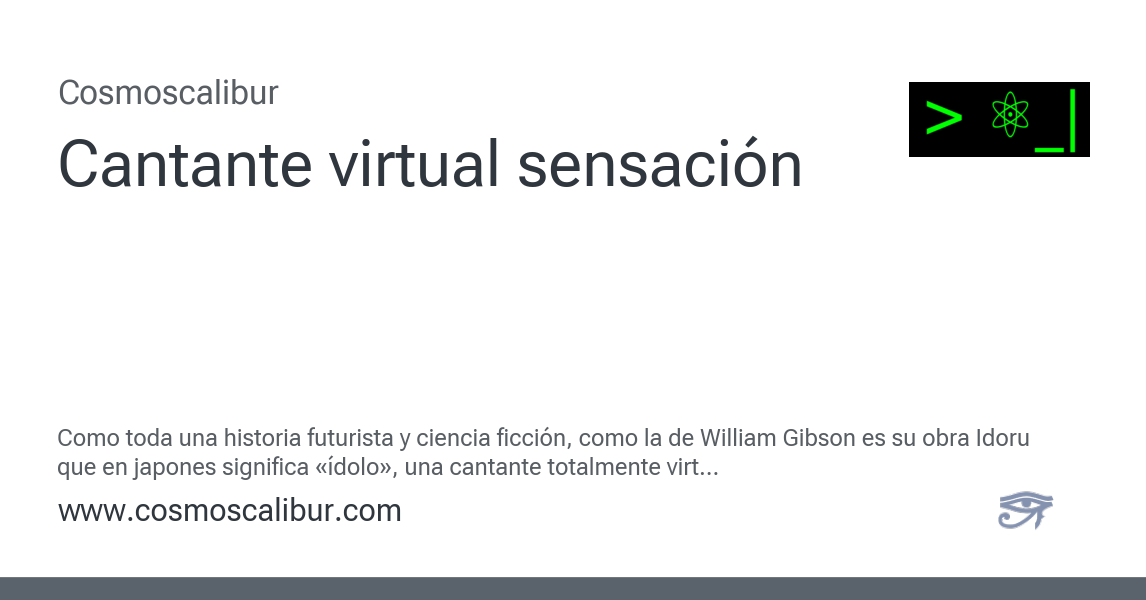 Cosmoscalibur
Cantante virtual sensación
> ⚛ _|
Como toda una historia futurista y ciencia ficción, como la de William Gibson es su obra Idoru
que en japones significa «ídolo», una cantante totalmente virt...
www.cosmoscalibur.com